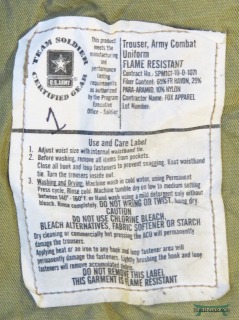 TEAM SOLDIER
U.S. ARMY
CERTIFIED GEAR
This product
meets the
manufacturing
and
performance
testing
requirements
as authorized
by the Program
Executive
Office - Soldier
Trouser, Army Combat
Uniform
FLAME RESISTANT
Fiber Content: 65% FR RAYON, 25%
PARA-ARAMID, 10% NYLON
Contractor Name: FOX APPAREL
Lot Number:
Use and Care Label
1. Adjust waist size with internal waistband tie.
2. Before washing, remove all items from pockets.
Close all hook and loop fasteners to prevent snagging. Knot waistband
tie. Turn the trousers inside out.
3. Washing and Drying: Machine wash in cold water, using Permanent
Press cycle, Rinse cold. Machine tumble dry on low to medium setting
between 140° - 160°F. or Hand wash using a mild detergent only without
bleach. Rinse completely. DO NOT WRING OR TWIST, hang dry.
CAUTION
DO NOT USE CHLORINE BLEACH,
BLEACH ALTERNATIVES, FABRIC SOFTENER OR STARCH
Dry cleaning or commercially hot pressing the ACU will permanently
damage the trousers.
Applying heat or an iron to any hook and loop fastener area will
permanently damage the fasteners. Lightly brushing the hook and loop
fasteners will remove accumulated
DO NOT REMOVE THIS LABEL
THIS GARMENT IS FLAME RESISTANT